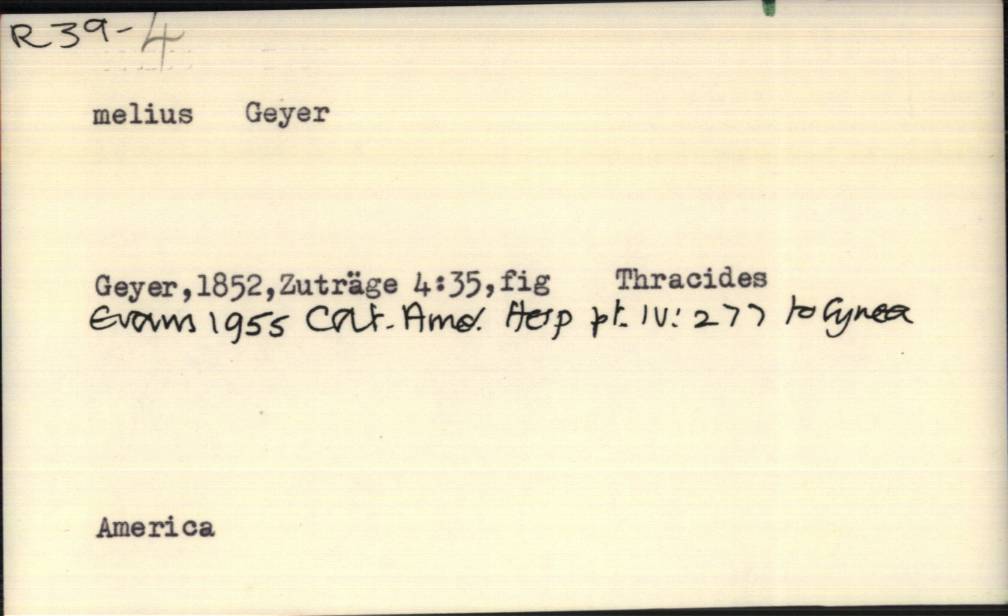 R39-4
melius Geyer
Geyer,1852,Zuträge 4:35,fig Thracides
Evans 1955 Cat. Amer. Hesp pt. IV: 277 to Cynea
America